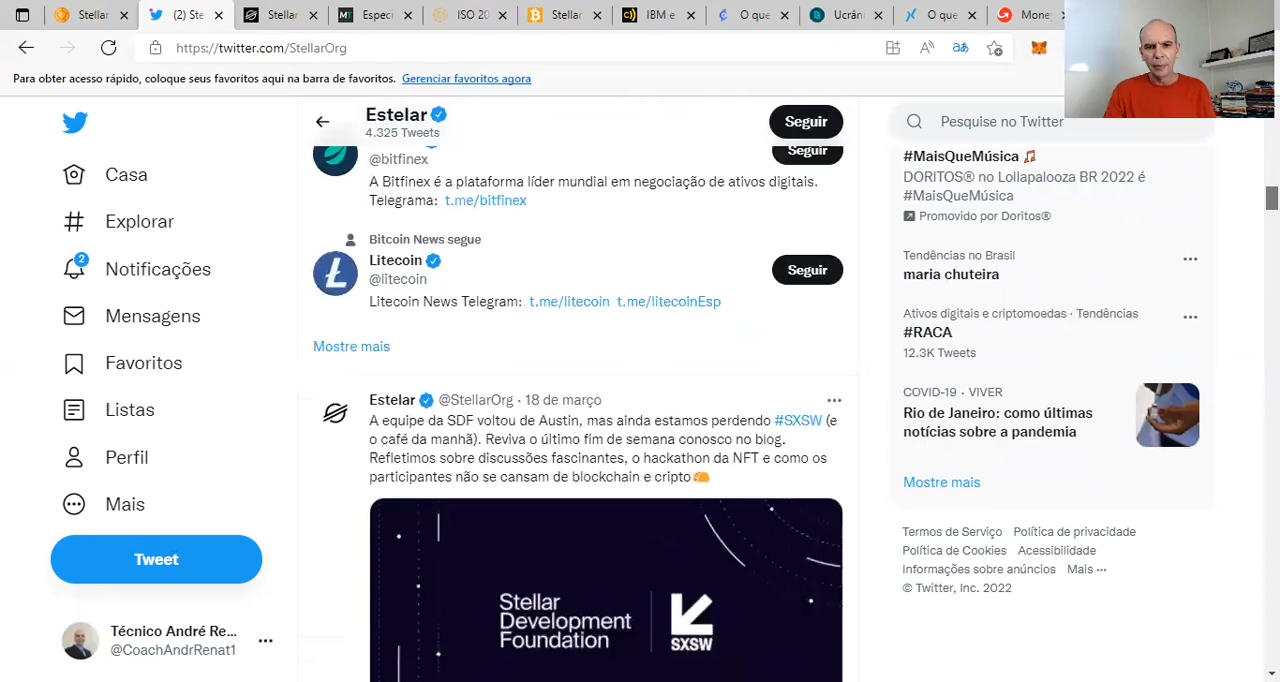 Stellar
(2) Ste
Stellar
Especi
ISO 20
Stellar
IBM e
O que
Ucrâni
O que
Money
https://twitter.com/StellarOrg
Para obter acesso rápido, coloque seus favoritos aqui na barra de favoritos. Gerenciar favoritos agora
Casa
Explorar
2
Notificações
Mensagens
Favoritos
Listas
Perfil
Mais
Tweet
Técnico André Re...
@CoachAndrRenat1
Estelar
4.325 Tweets
Seguir
@bitfinex
Seguir
A Bitfinex é a plataforma líder mundial em negociação de ativos digitais.
Telegrama: t.me/bitfinex
Bitcoin News segue
Litecoin
@litecoin
Seguir
Litecoin News Telegram: t.me/litecoin t.me/litecoinEsp
Mostre mais
Estelar @StellarOrg · 18 de março
A equipe da SDF voltou de Austin, mas ainda estamos perdendo #SXSW (e
o café da manhã). Reviva o último fim de semana conosco no blog.
Refletimos sobre discussões fascinantes, o hackathon da NFT e como os
participantes não se cansam de blockchain e cripto
Stellar
Development
Foundation
SXSW
Pesquise no Twitter
#MaisQueMúsica
DORITOS® no Lollapalooza BR 2022 é
#MaisQueMúsica
Promovido por Doritos®
Tendências no Brasil
maria chuteira
Ativos digitais e criptomoedas · Tendências
#RACA
12.3K Tweets
COVID-19 · VIVER
Rio de Janeiro: como últimas
notícias sobre a pandemia
Mostre mais
Termos de Serviço Política de privacidade
Política de Cookies Acessibilidade
Informações sobre anúncios Mais ···
© Twitter, Inc. 2022